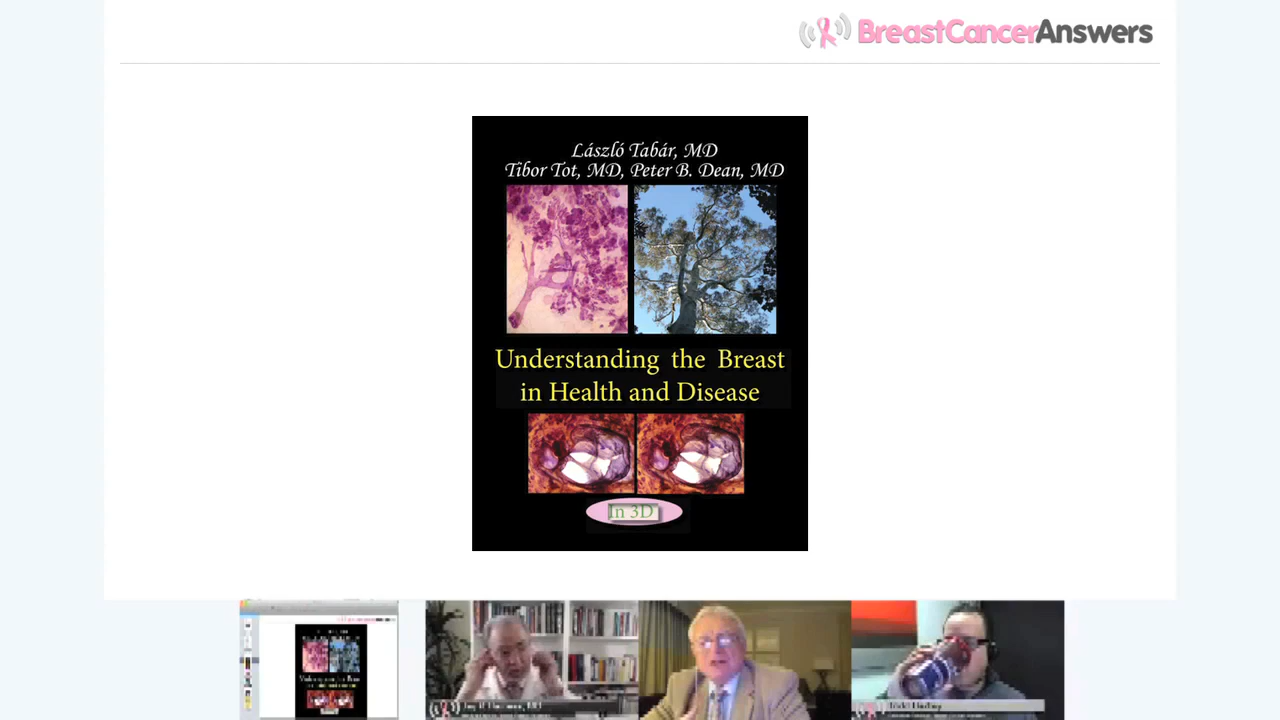 BreastCancerAnswers
László Tabár, MD
Tibor Tot, MD, Peter B. Dean, MD
Understanding the Breast
in Health and Disease
In 3D